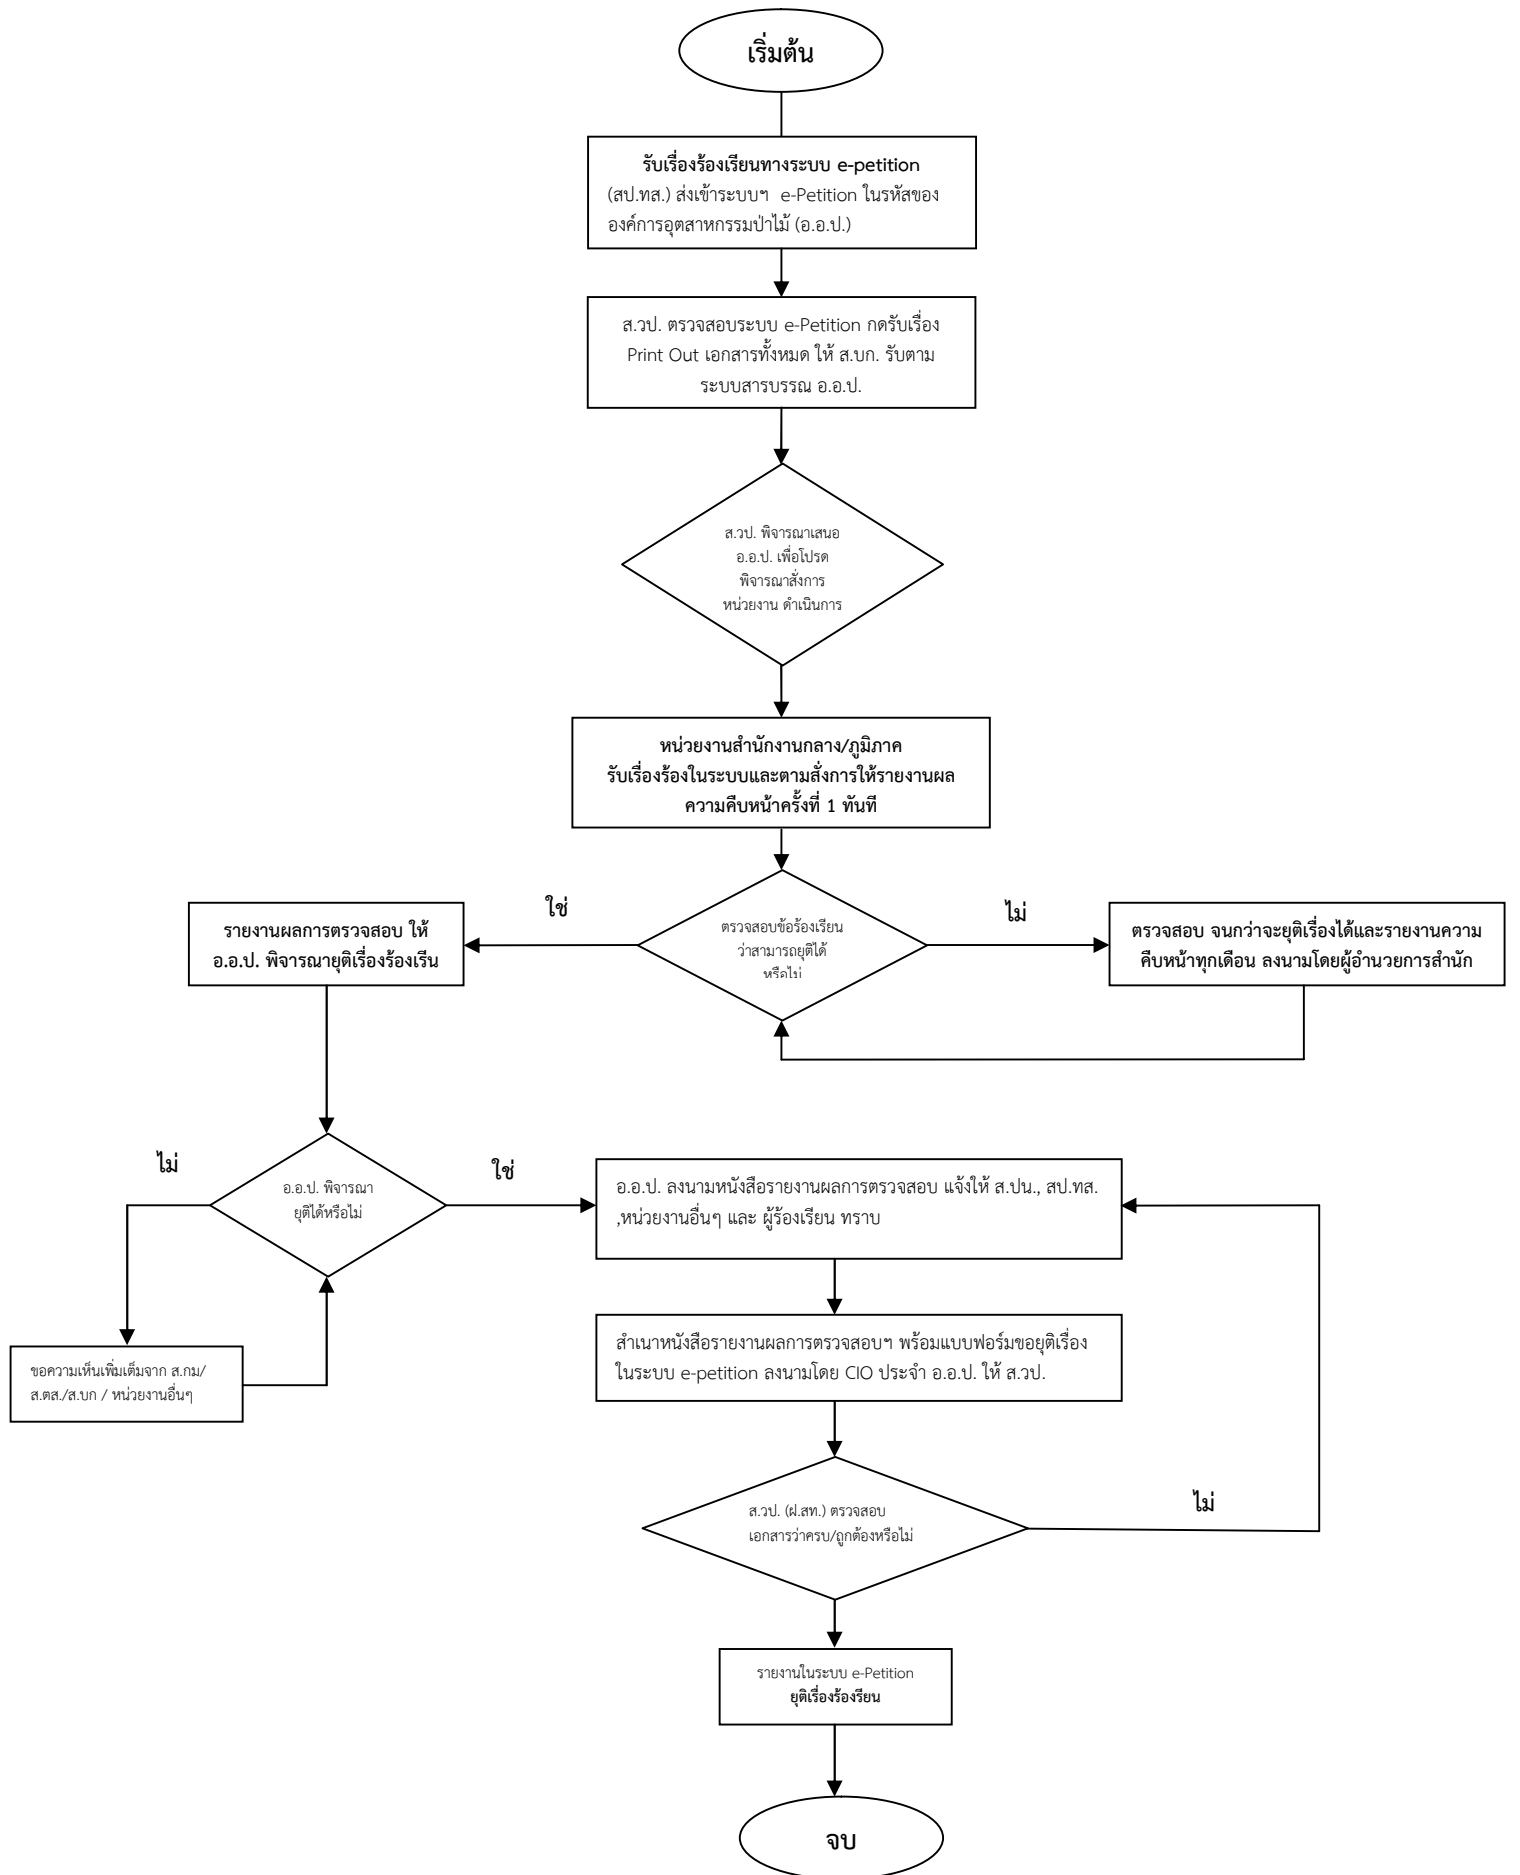 เริ่มต้น
รับเรื่องร้องเรียนทางระบบ e-petition
(สป.ทส.) ส่งเข้าระบบฯ e-Petition ในรหัสของ
องค์การอุตสาหกรรมป่าไม้ (อ.อ.ป.)
ส.วป. ตรวจสอบระบบ e-Petition กดรับเรื่อง
Print Out เอกสารทั้งหมด ให้ ส.บก. รับตาม
ระบบสารบรรณ อ.อ.ป.
ส.วป. พิจารณาเสนอ
อ.อ.ป. เพื่อโปรด
พิจารณาสั่งการ
หน่วยงาน ดำเนินการ
หน่วยงานสำนักงานกลาง/ภูมิภาค
รับเรื่องร้องในระบบและตามสั่งการให้รายงานผล
ความคืบหน้าครั้งที่ 1 ทันที
ใช่
ไม่
ตรวจสอบข้อร้องเรียน
ว่าสามารถยุติได้
หรือไม่
รายงานผลการตรวจสอบ ให้
อ.อ.ป. พิจารณายุติเรื่องร้องเรีน
ตรวจสอบ จนกว่าจะยุติเรื่องได้และรายงานความ
คืบหน้าทุกเดือน ลงนามโดยผู้อำนวยการสำนัก
ไม่
ใช่
อ.อ.ป. พิจารณา
ยุติได้หรือไม่
อ.อ.ป. ลงนามหนังสือรายงานผลการตรวจสอบ แจ้งให้ ส.ปน., สป.ทส.
,หน่วยงานอื่นๆ และ ผู้ร้องเรียน ทราบ
ขอความเห็นเพิ่มเต็มจาก ส.กม/
ส.ตส./ส.บก / หน่วยงานอื่นๆ
สำเนาหนังสือรายงานผลการตรวจสอบฯ พร้อมแบบฟอร์มขอยุติเรื่อง
ในระบบ e-petition ลงนามโดย CIO ประจำ อ.อ.ป. ให้ ส.วป.
ไม่
ส.วป. (ฝ.สท.) ตรวจสอบ
เอกสารว่าครบ/ถูกต้องหรือไม่
รายงานในระบบ e-Petition
ยุติเรื่องร้องรียน
จบ